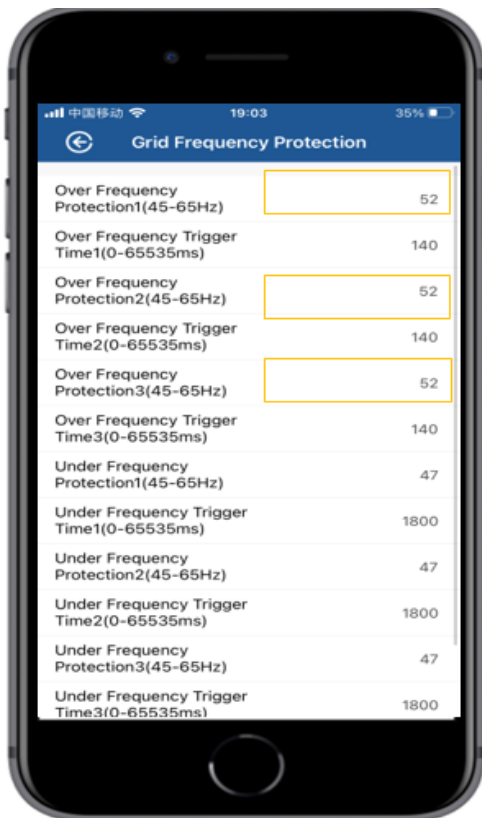 中国移动 19:03 35%
Grid Frequency Protection
Over Frequency
Protection1(45-65Hz) 52
Over Frequency Trigger
Time1(0-65535ms) 140
Over Frequency
Protection2(45-65Hz) 52
Over Frequency Trigger
Time2(0-65535ms) 140
Over Frequency
Protection3(45-65Hz) 52
Over Frequency Trigger
Time3(0-65535ms) 140
Under Frequency
Protection1(45-65Hz) 47
Under Frequency Trigger
Time1(0-65535ms) 1800
Under Frequency
Protection2(45-65Hz) 47
Under Frequency Trigger
Time2(0-65535ms) 1800
Under Frequency
Protection3(45-65Hz) 47
Under Frequency Trigger
Time3(0-65535ms) 1800